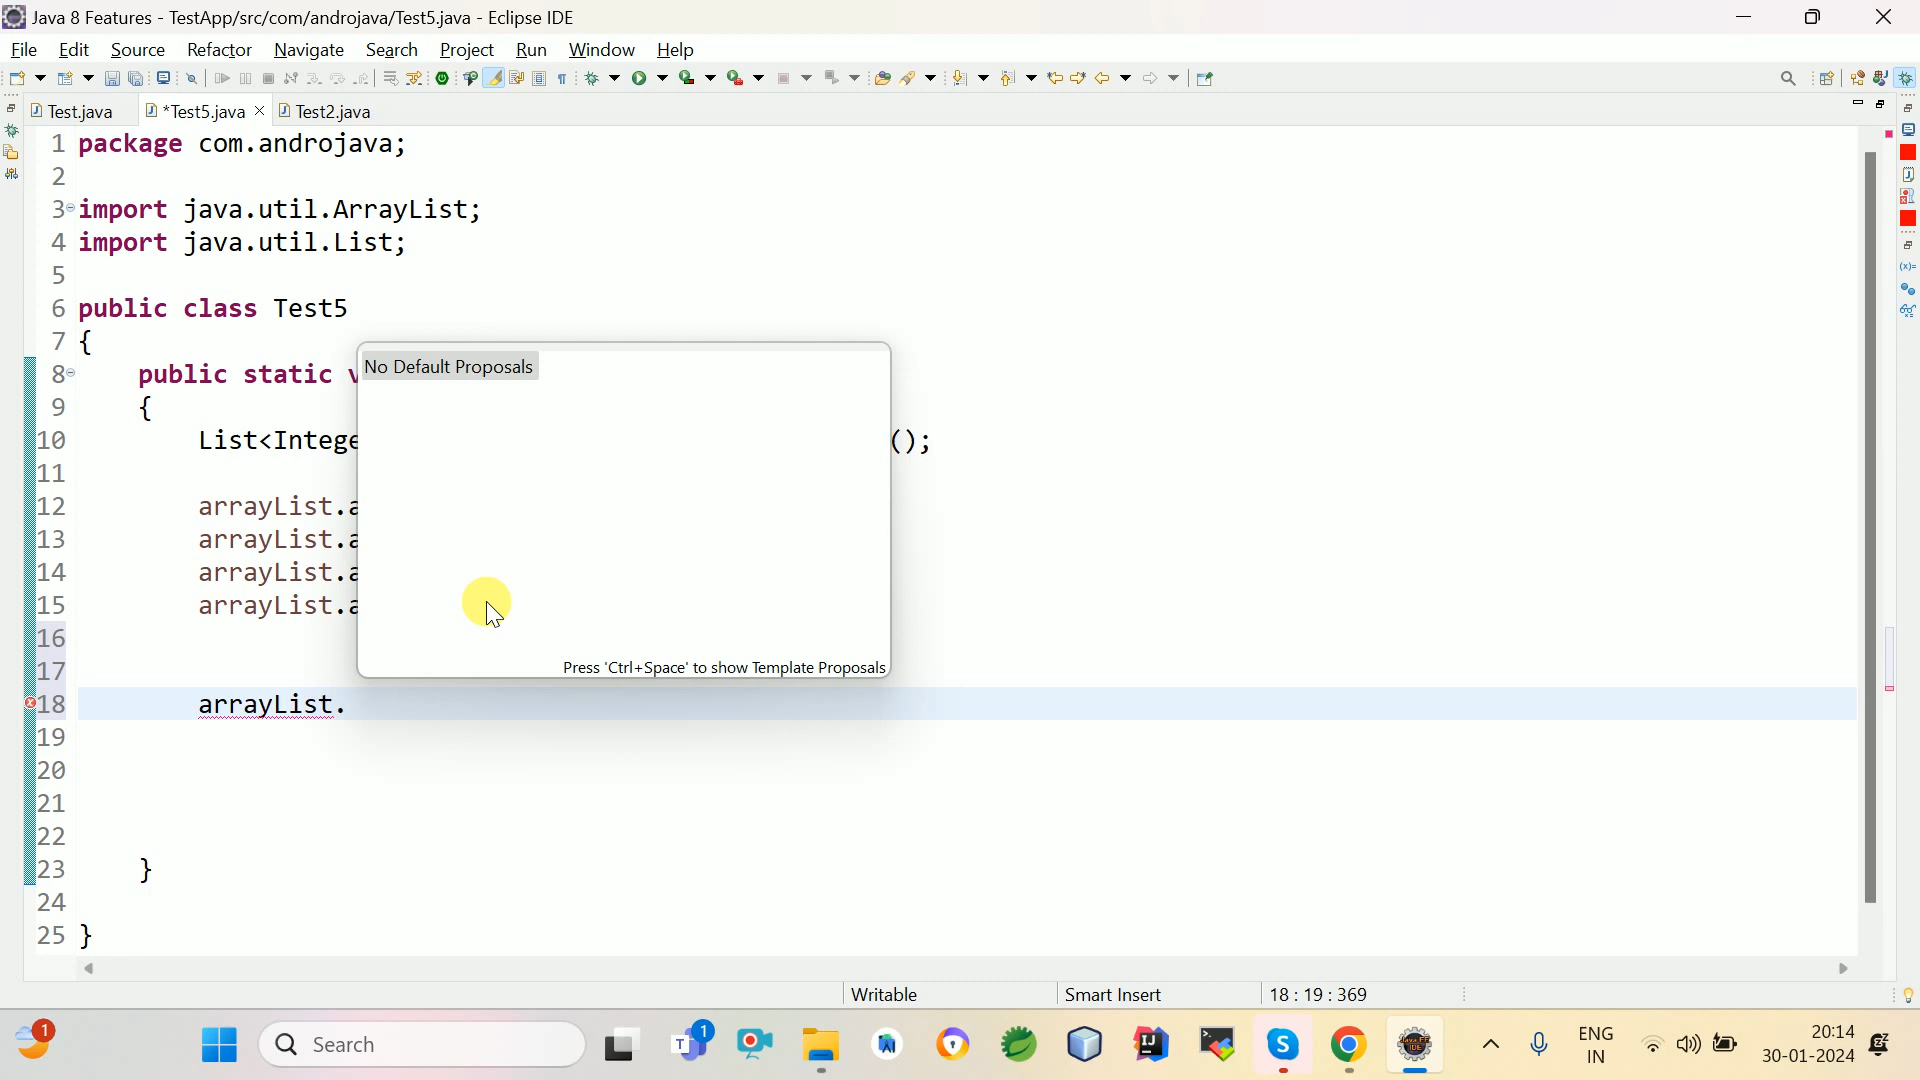 Java 8 Features - TestApp/src/com/androjava/Test5.java - Eclipse IDE
File Edit Source Refactor Navigate Search Project Run Window Help
Test.java *Test5.java Test2.java
1 package com.androjava;
2
3 import java.util.ArrayList;
4 import java.util.List;
5
6 public class Test5
7 {
8 public static v
No Default Proposals
9 {
10 List<Intege ();
11
12 arrayList.a
13 arrayList.a
14 arrayList.a
15 arrayList.a
16
17
Press 'Ctrl+Space' to show Template Proposals
18 arrayList.
19
20
21
22
23 }
24
25 }
Writable Smart Insert 18 : 19 : 369
1 Search 1 ENG 20:14
IN 30-01-2024